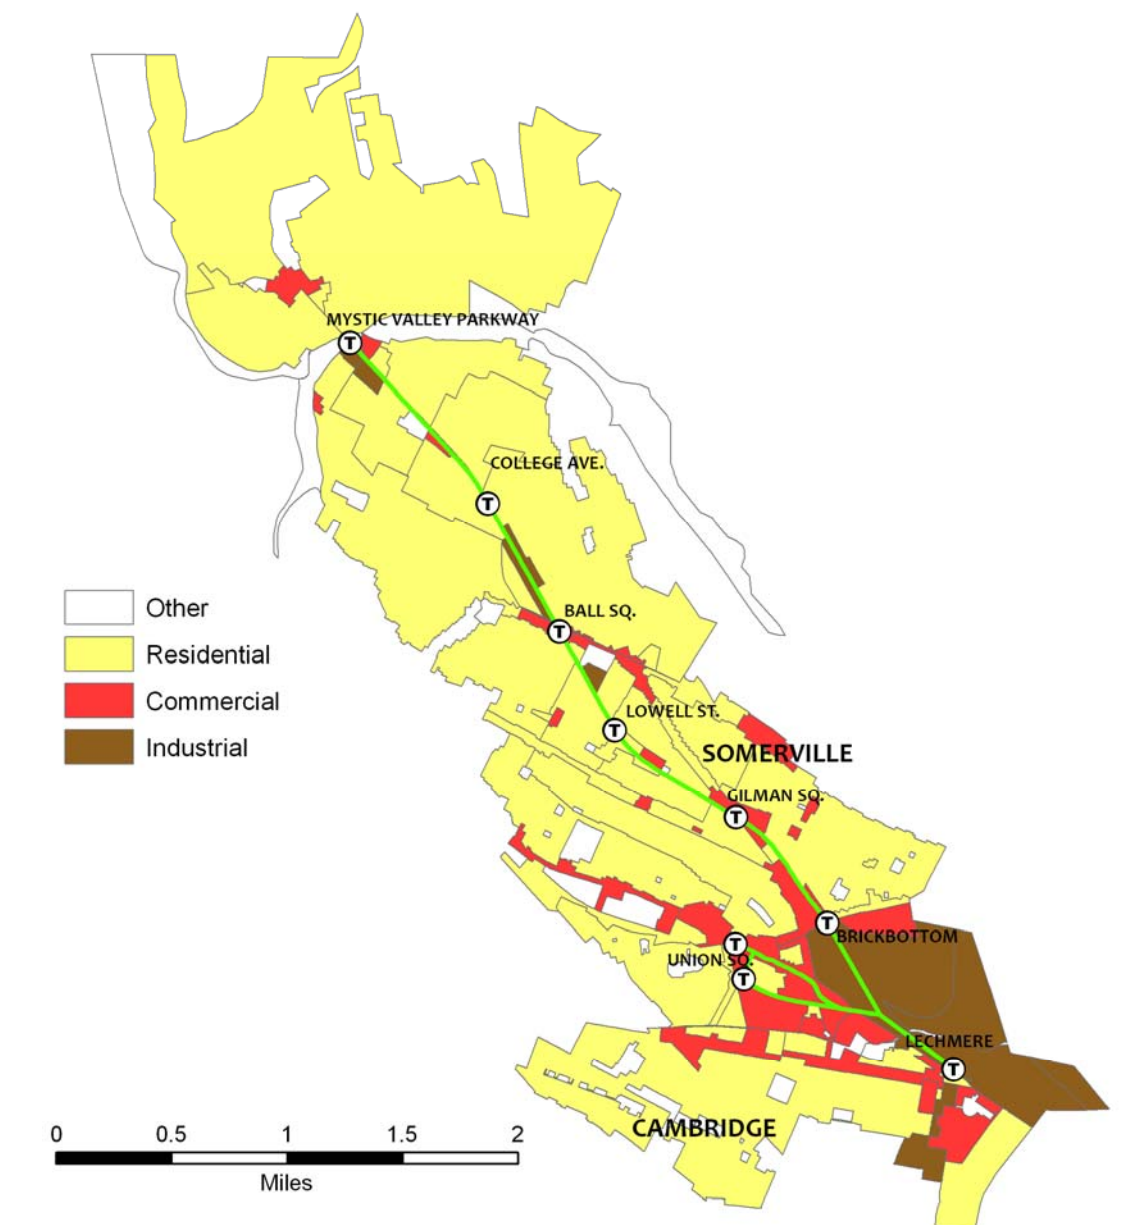 MYSTIC VALLEY PARKWAY
T
COLLEGE AVE.
T
Other
BALL SQ.
T
Residential
Commercial
LOWELL ST.
T
Industrial
SOMERVILLE
GILMAN SQ.
T
T
BRICKBOTTOM
T
UNION SQ.
T
LECHMERE
T
CAMBRIDGE
0 0.5 1 1.5 2
Miles